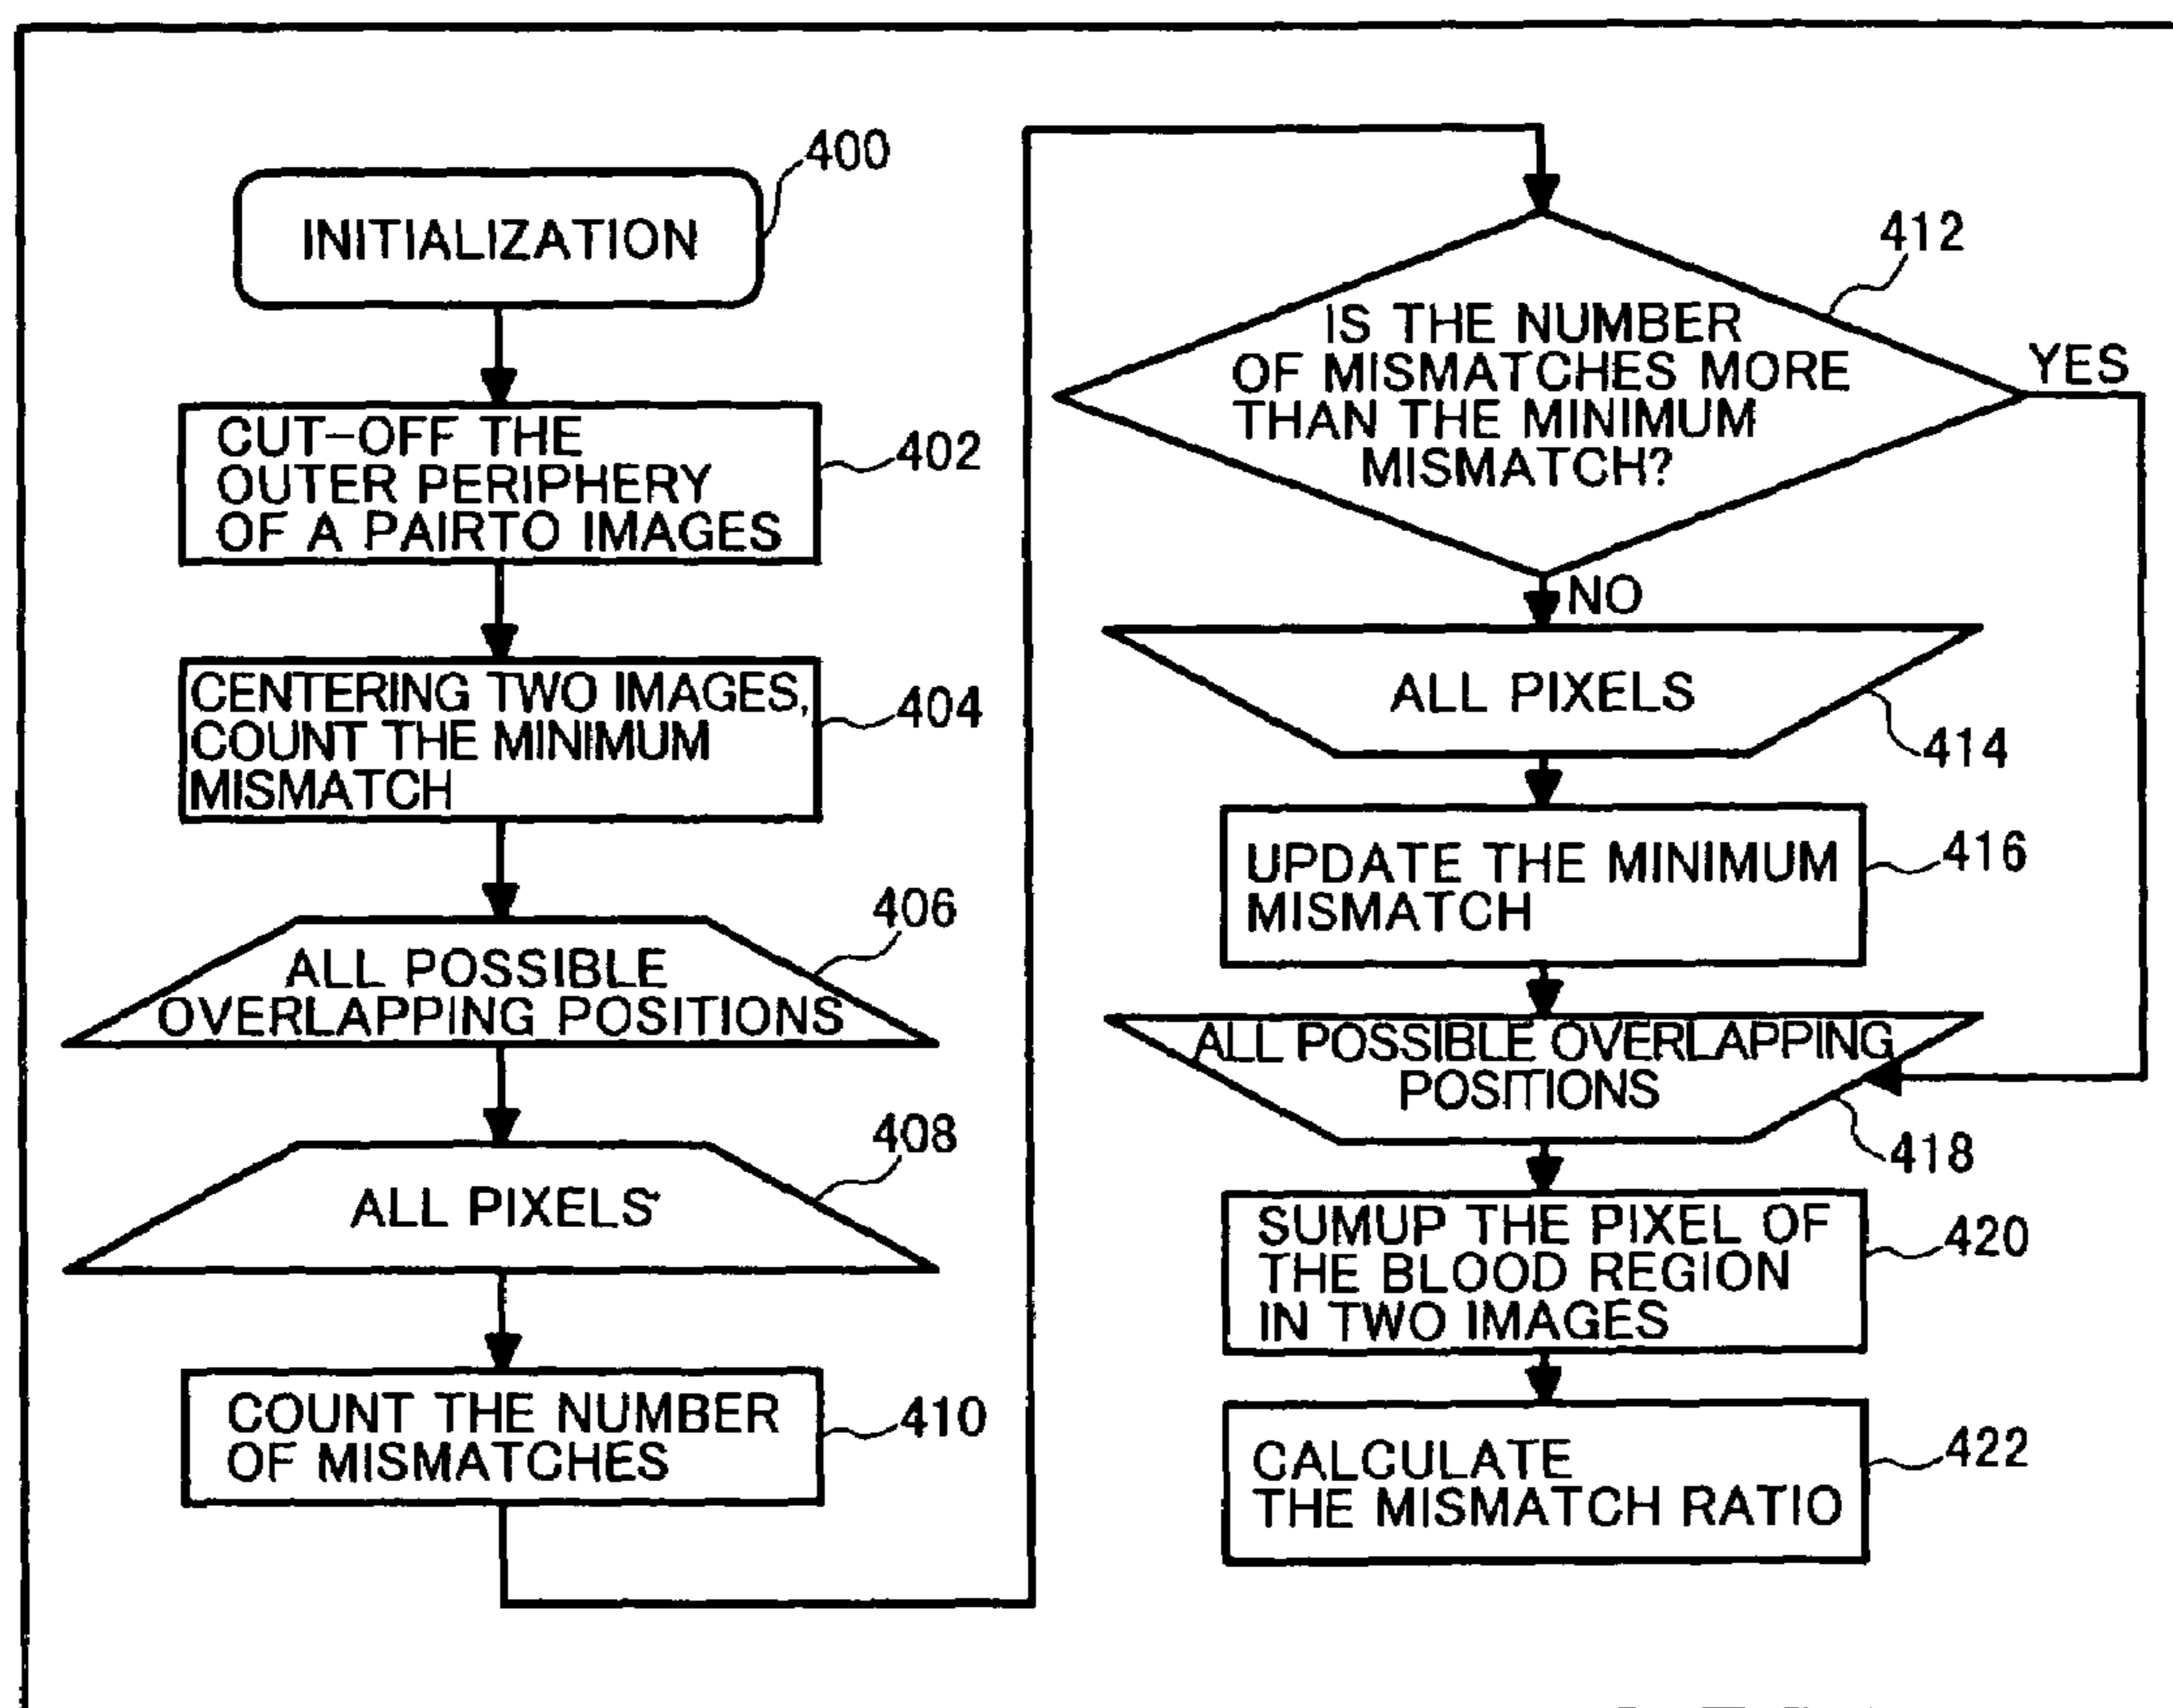 INITIALIZATION
400
CUT-OFF THE
OUTER PERIPHERY
OF A PAIRTO IMAGES
402
CENTERING TWO IMAGES,
COUNT THE MINIMUM
MISMATCH
404
ALL POSSIBLE
OVERLAPPING POSITIONS
406
ALL PIXELS
408
COUNT THE NUMBER
OF MISMATCHES
410
IS THE NUMBER
OF MISMATCHES MORE
THAN THE MINIMUM
MISMATCH?
412
YES
NO
ALL PIXELS
414
UPDATE THE MINIMUM
MISMATCH
416
ALL POSSIBLE OVERLAPPING
POSITIONS
418
SUMUP THE PIXEL OF
THE BLOOD REGION
IN TWO IMAGES
420
CALCULATE
THE MISMATCH RATIO
422